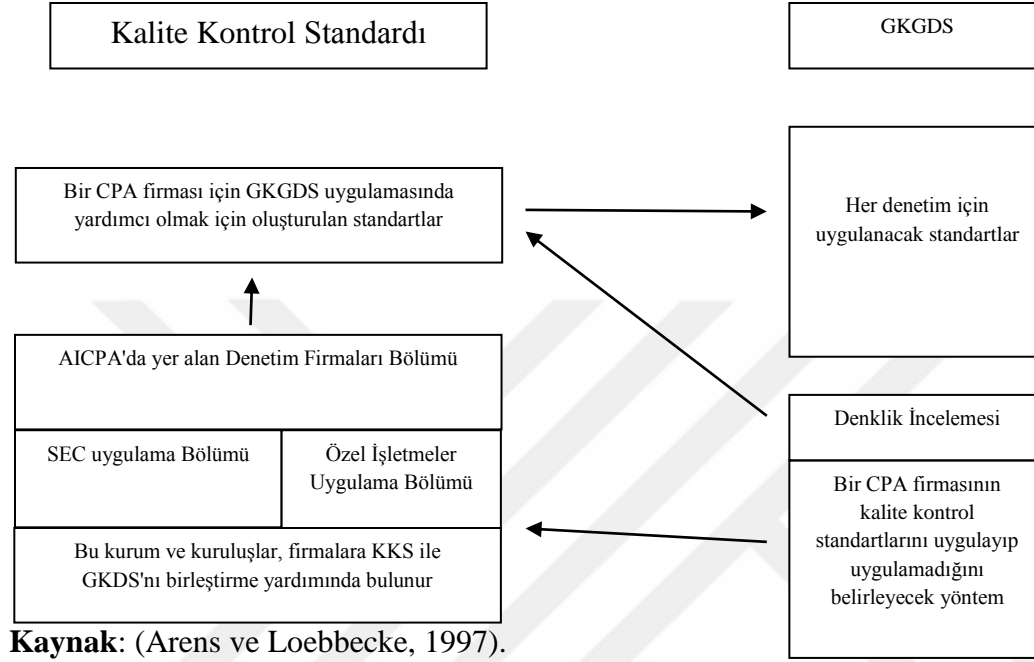 Kalite Kontrol Standardı
GKGDS
Bir CPA firması için GKGDS uygulamasında
yardımcı olmak için oluşturulan standartlar
Her denetim için
uygulanacak standartlar
AICPA'da yer alan Denetim Firmaları Bölümü
SEC uygulama Bölümü
Özel İşletmeler
Uygulama Bölümü
Bu kurum ve kuruluşlar, firmalara KKS ile
GKDS'nı birleştirme yardımında bulunur
Denklik İncelemesi
Bir CPA firmasının
kalite kontrol
standartlarını uygulayıp
uygulamadığını
belirleyecek yöntem
Kaynak: (Arens ve Loebbecke, 1997).